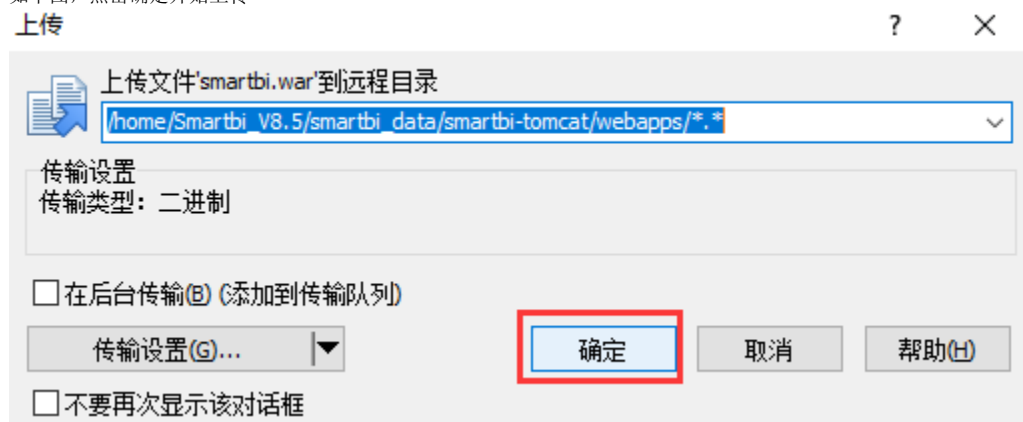 上传
?
上传文件'smartbi.war'到远程目录
/home/Smartbi_V8.5/smartbi_data/smartbi-tomcat/webapps/*.*
传输设置
传输类型：二进制
在后台传输(B) (添加到传输队列)
传输设置(G)...
确定
取消
帮助(H)
不要再次显示该对话框